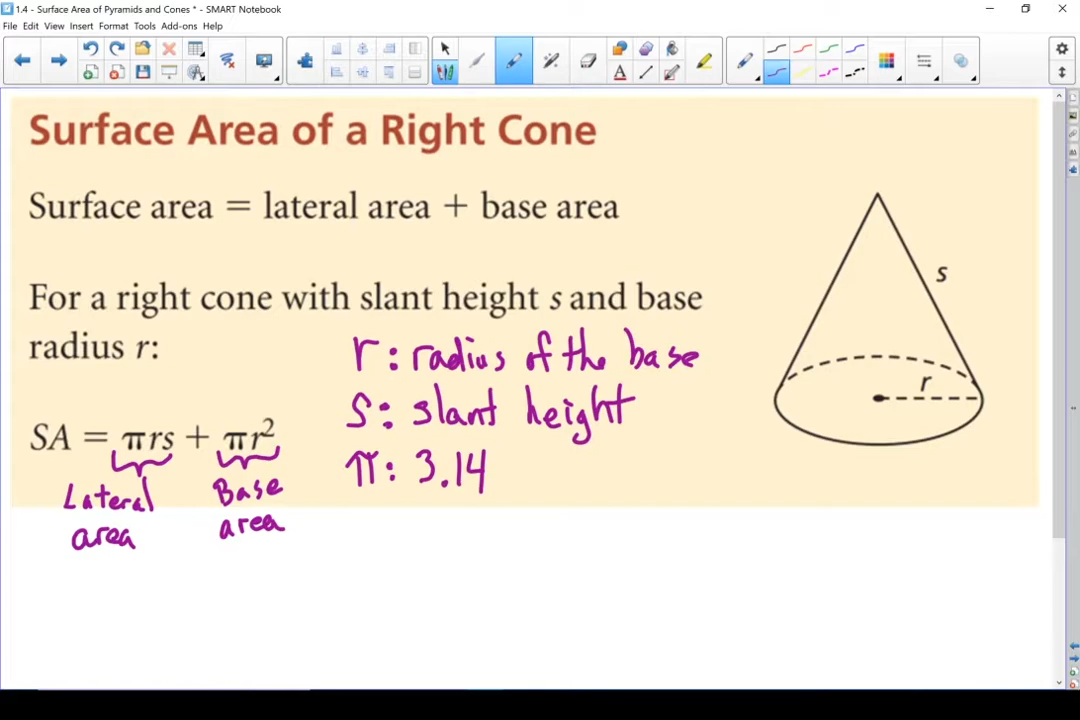 1.4 - Surface Area of Pyramids and Cones * - SMART Notebook
File Edit View Insert Format Tools Add-ons Help
Surface Area of a Right Cone
Surface area = lateral area + base area
For a right cone with slant height s and base
radius r:
r: radius of the base
s: slant height
π: 3.14
SA = πrs + πr²
Lateral
area
Base
area
s
r